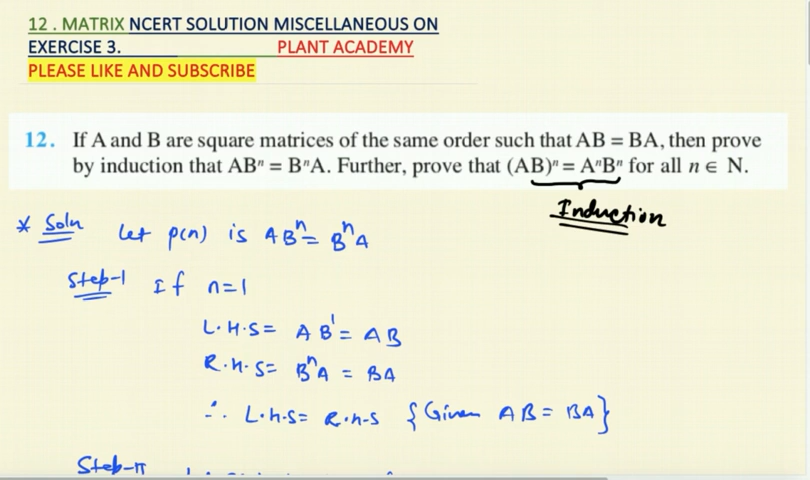 12 . MATRIX NCERT SOLUTION MISCELLANEOUS ON
EXERCISE 3. PLANT ACADEMY
PLEASE LIKE AND SUBSCRIBE
12. If A and B are square matrices of the same order such that AB = BA, then prove
by induction that ABⁿ = BⁿA. Further, prove that (AB)ⁿ = AⁿBⁿ for all n ∈ N.
Induction
* Soln Let p(n) is ABⁿ = BⁿA
Step-1 If n=1
L.H.S = AB¹ = AB
R.H.S = BⁿA = BA
∴ L.h.s = R.h.s {Given AB = BA}
Step-II